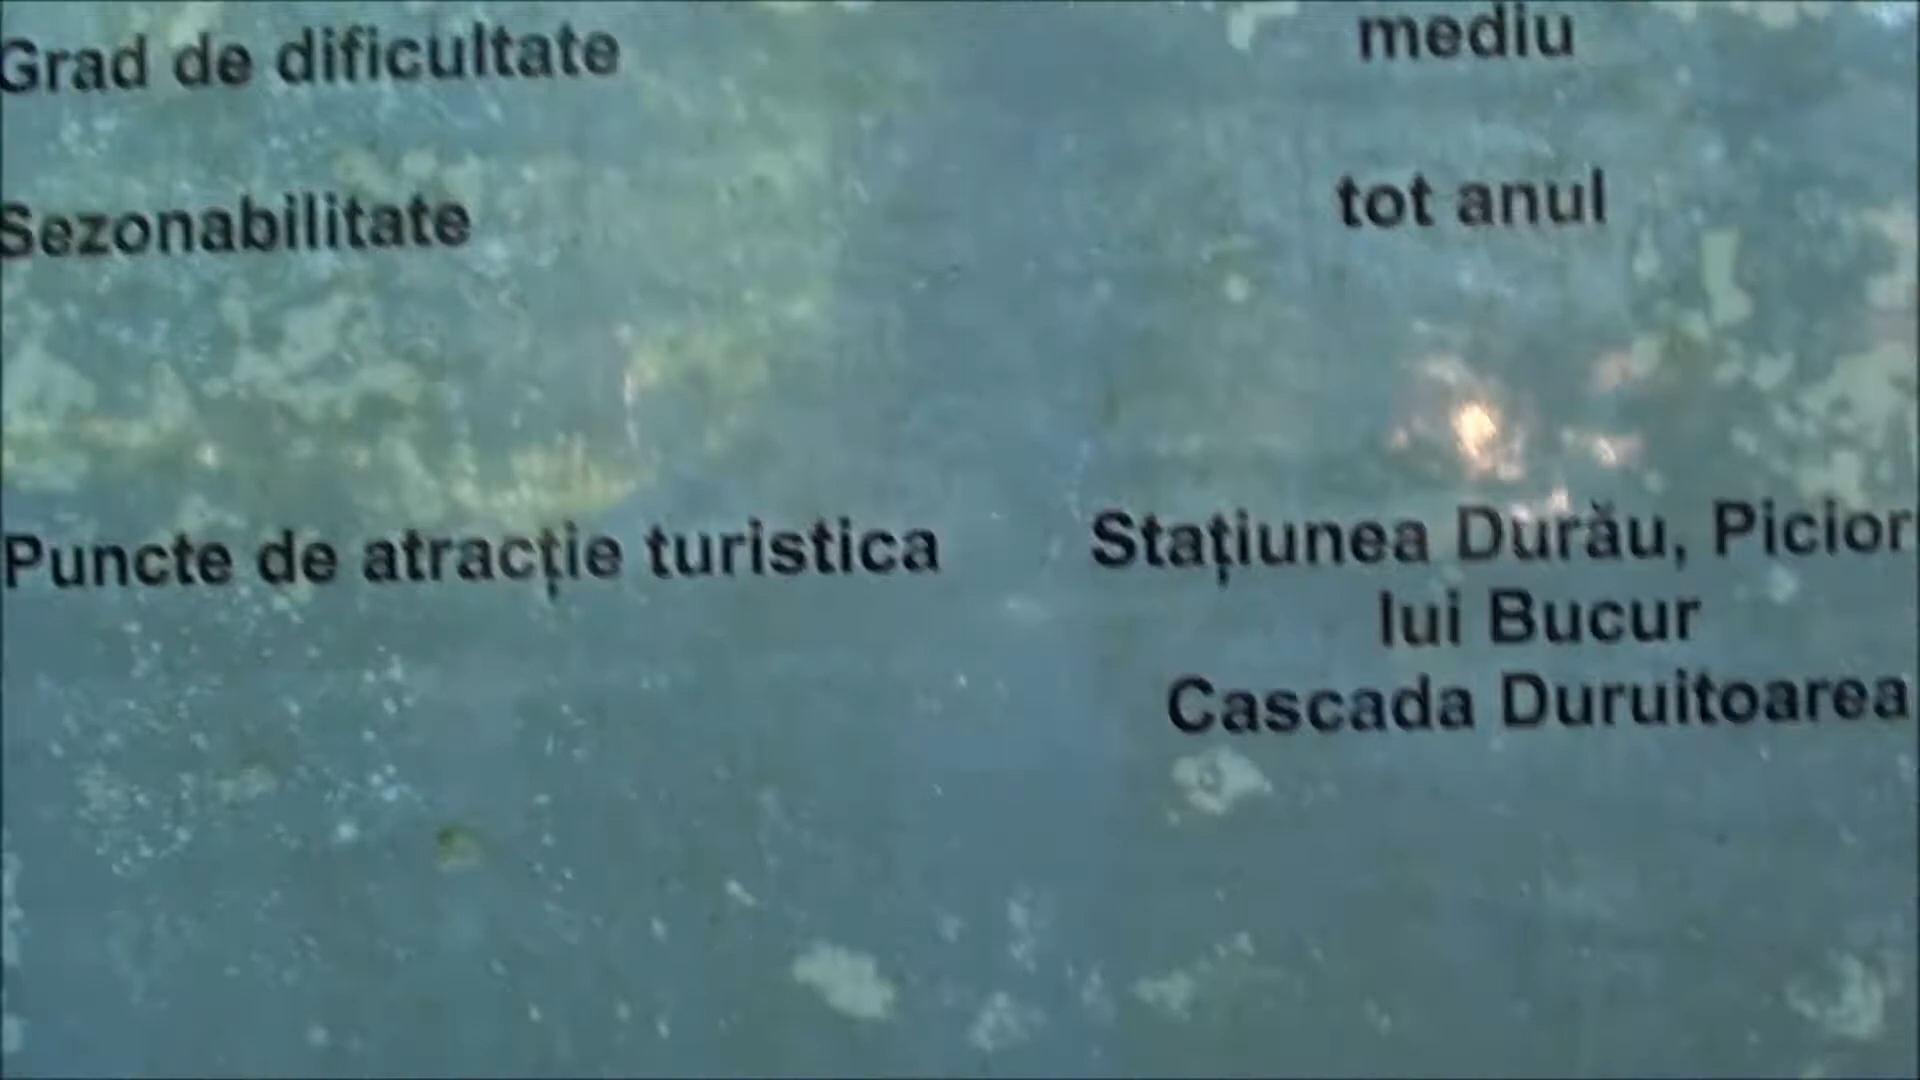 Grad de dificultate mediu
Sezonabilitate tot anul
Puncte de atracție turistica Stațiunea Durău, Picior
lui Bucur
Cascada Duruitoarea